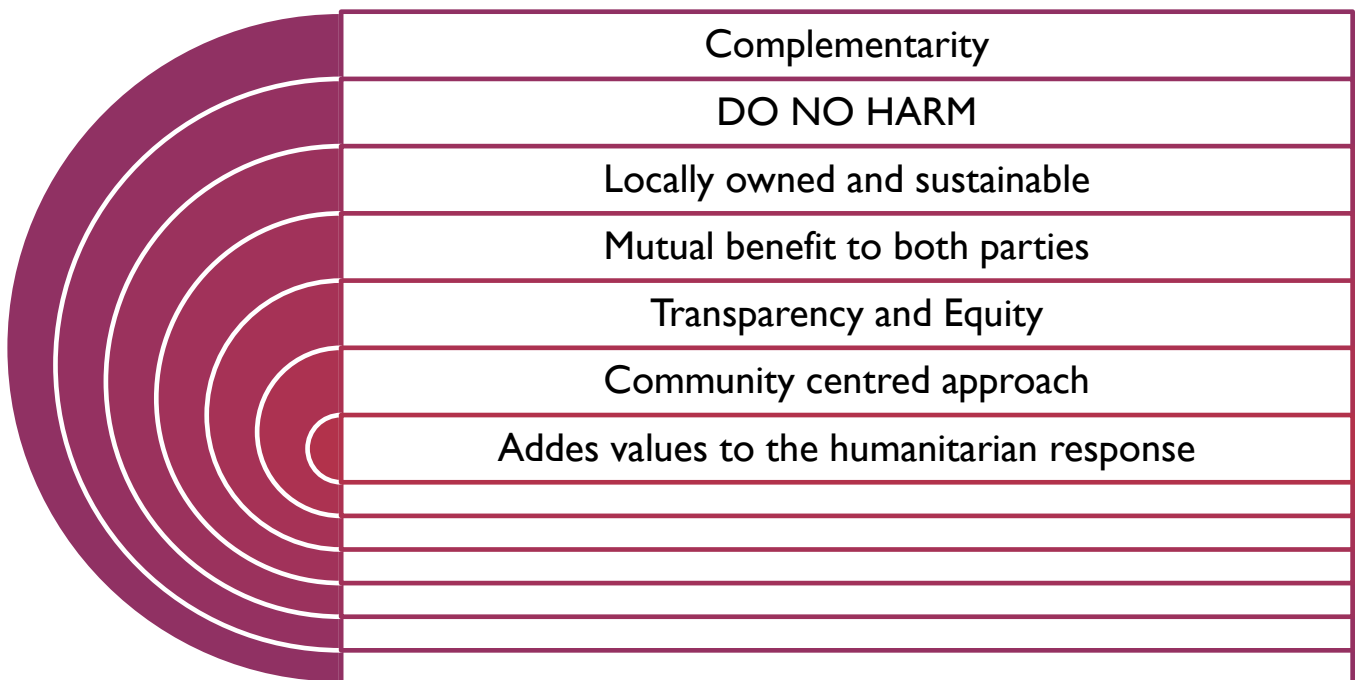 Complementarity
DO NO HARM
Locally owned and sustainable
Mutual benefit to both parties
Transparency and Equity
Community centred approach
Addes values to the humanitarian response